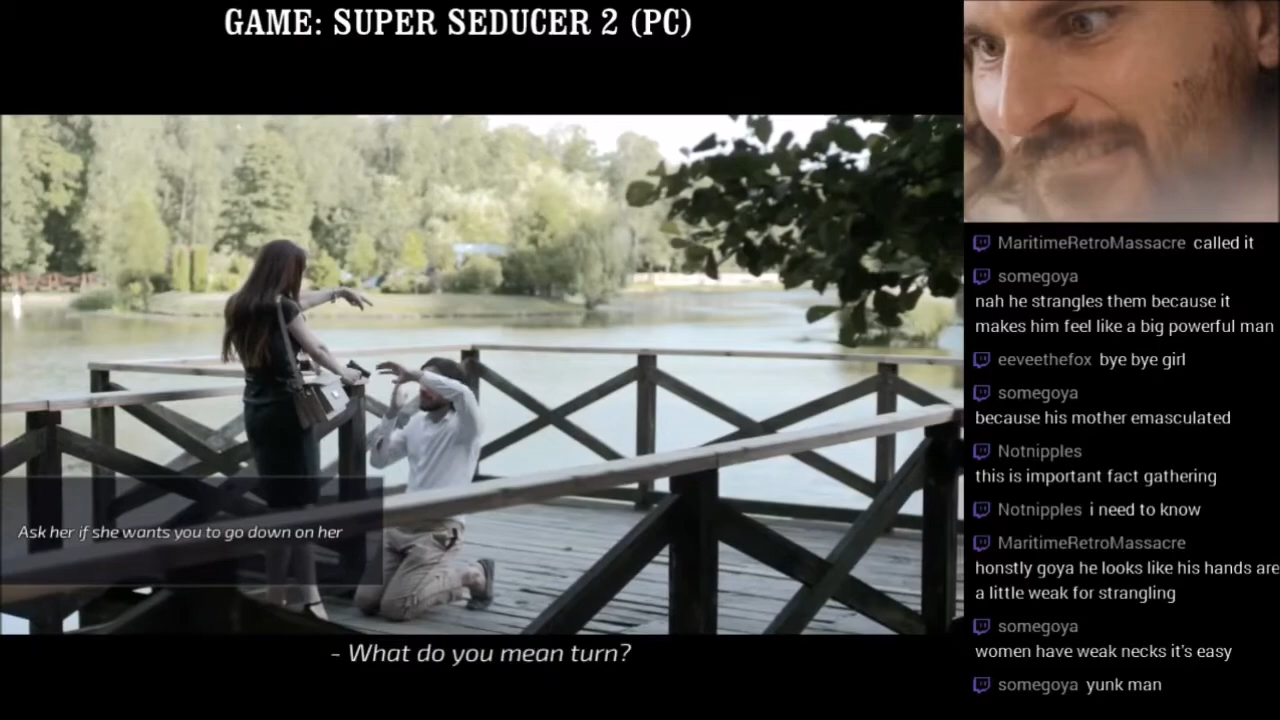 GAME: SUPER SEDUCER 2 (PC)
Ask her if she wants you to go down on her
- What do you mean turn?
MaritimeRetroMassacre called it
somegoya
nah he strangles them because it
makes him feel like a big powerful man
eeveethefox bye bye girl
somegoya
because his mother emasculated
Notnipples
this is important fact gathering
Notnipples i need to know
MaritimeRetroMassacre
honstly goya he looks like his hands are
a little weak for strangling
somegoya
women have weak necks it's easy
somegoya yunk man